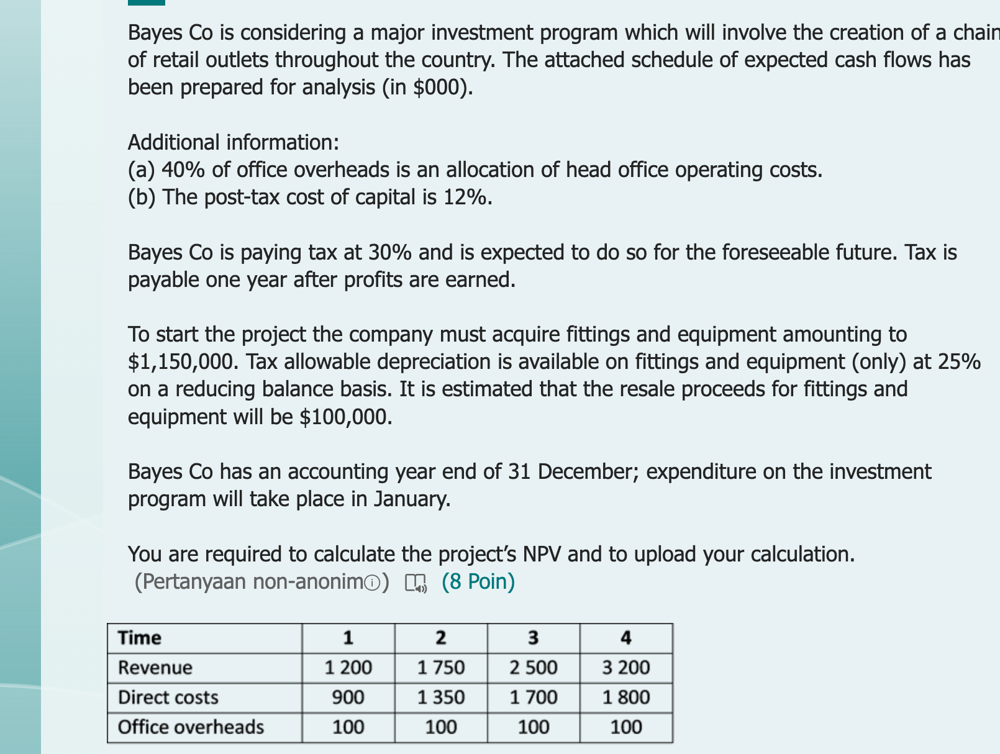 Bayes Co is considering a major investment program which will involve the creation of a chain
of retail outlets throughout the country. The attached schedule of expected cash flows has
been prepared for analysis (in $000).
Additional information:
(a) 40% of office overheads is an allocation of head office operating costs.
(b) The post-tax cost of capital is 12%.
Bayes Co is paying tax at 30% and is expected to do so for the foreseeable future. Tax is
payable one year after profits are earned.
To start the project the company must acquire fittings and equipment amounting to
$1,150,000. Tax allowable depreciation is available on fittings and equipment (only) at 25%
on a reducing balance basis. It is estimated that the resale proceeds for fittings and
equipment will be $100,000.
Bayes Co has an accounting year end of 31 December; expenditure on the investment
program will take place in January.
You are required to calculate the project’s NPV and to upload your calculation.
(Pertanyaan non-anonim) (8 Poin)
Time 1 2 3 4
Revenue 1 200 1 750 2 500 3 200
Direct costs 900 1 350 1 700 1 800
Office overheads 100 100 100 100